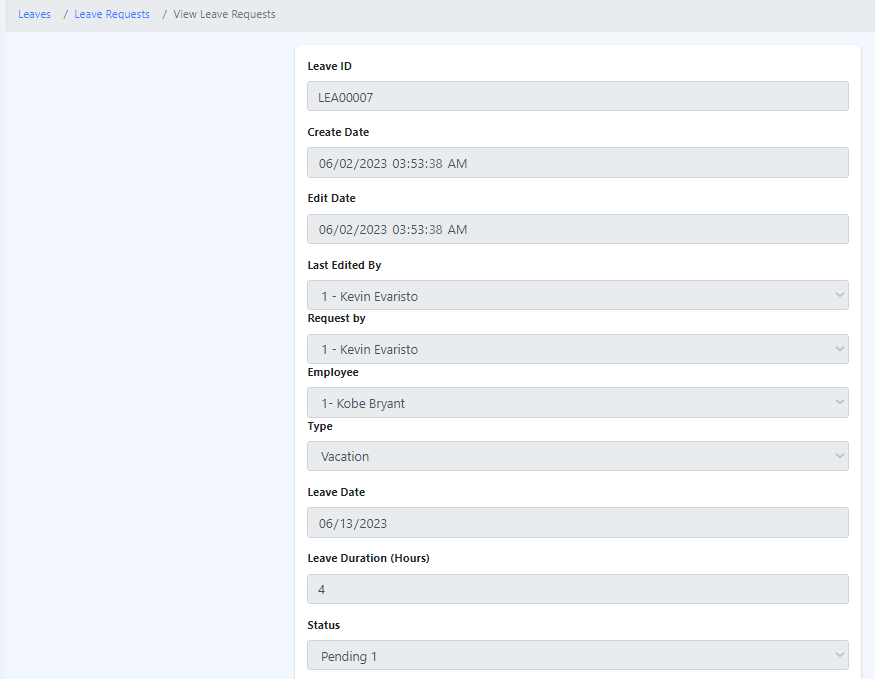 Leaves / Leave Requests / View Leave Requests
Leave ID
LEA00007
Create Date
06/02/2023 03:53:38 AM
Edit Date
06/02/2023 03:53:38 AM
Last Edited By
1 - Kevin Evaristo
Request by
1 - Kevin Evaristo
Employee
1- Kobe Bryant
Type
Vacation
Leave Date
06/13/2023
Leave Duration (Hours)
4
Status
Pending 1